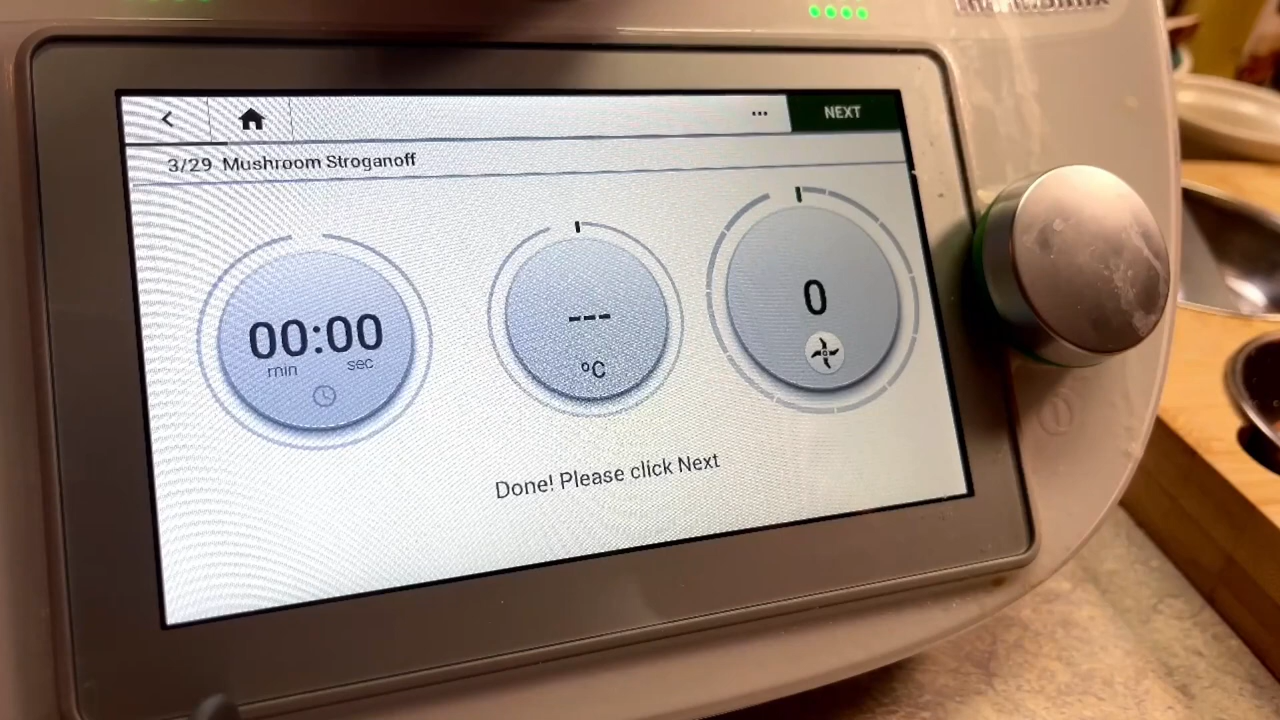 NEXT
3/29 Mushroom Stroganoff
00:00
min sec
---
°C
0
Done! Please click Next